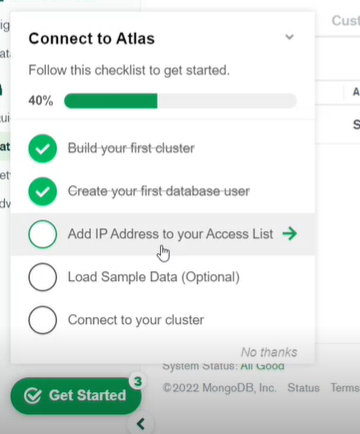 Cust
Connect to Atlas
Follow this checklist to get started.
40%
Build your first cluster
Create your first database user
Add IP Address to your Access List
Load Sample Data (Optional)
Connect to your cluster
No thanks
System Status: All Good
Get Started
3
©2022 MongoDB, Inc. Status Terms